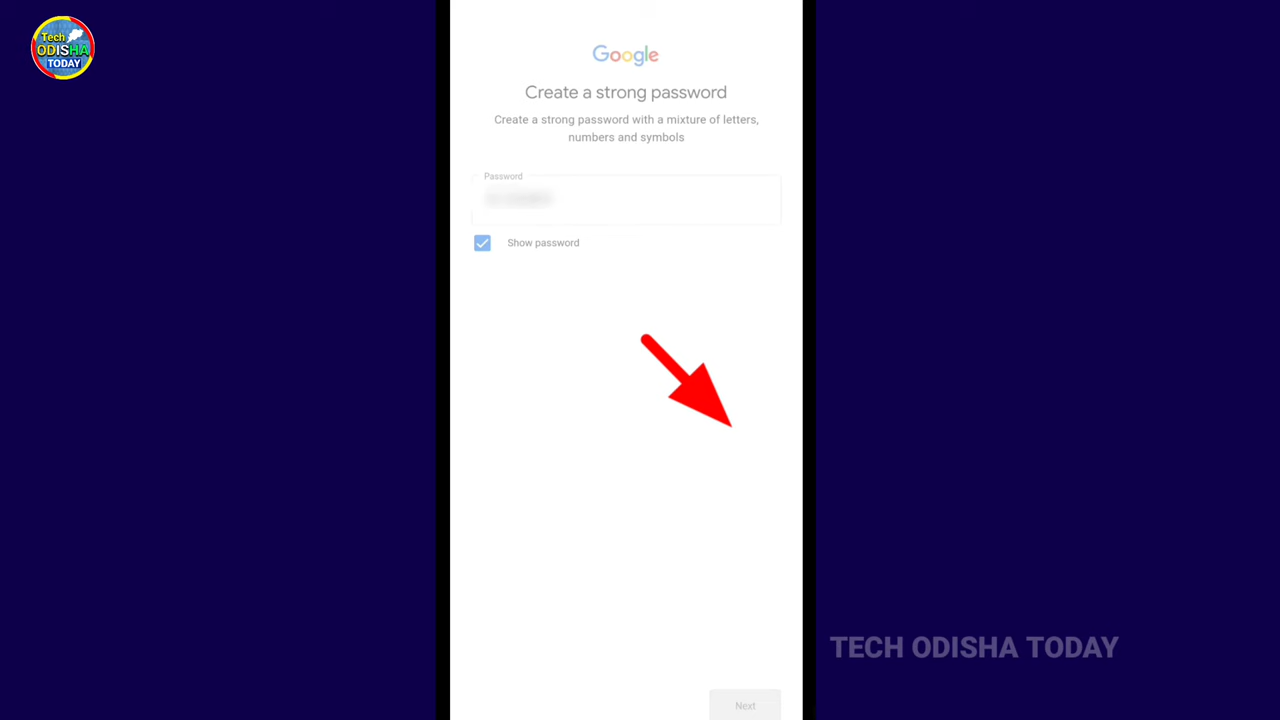 Tech
ODISHA
TODAY
Google
Create a strong password
Create a strong password with a mixture of letters,
numbers and symbols
Password
Show password
TECH ODISHA TODAY
Next